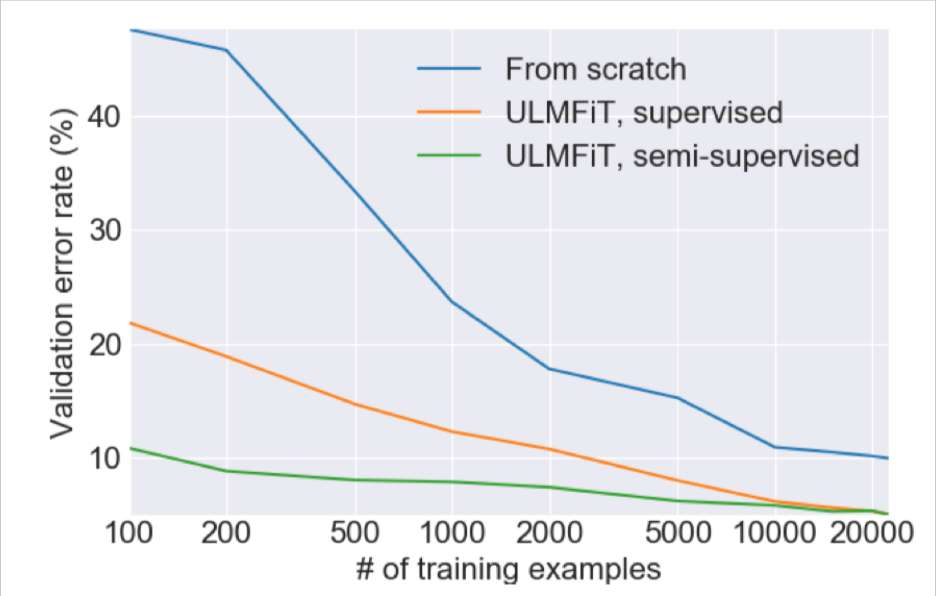 From scratch
ULMFiT, supervised
ULMFiT, semi-supervised
Validation error rate (%)
40
30
20
10
100 200 500 1000 2000 5000 10000 20000
# of training examples